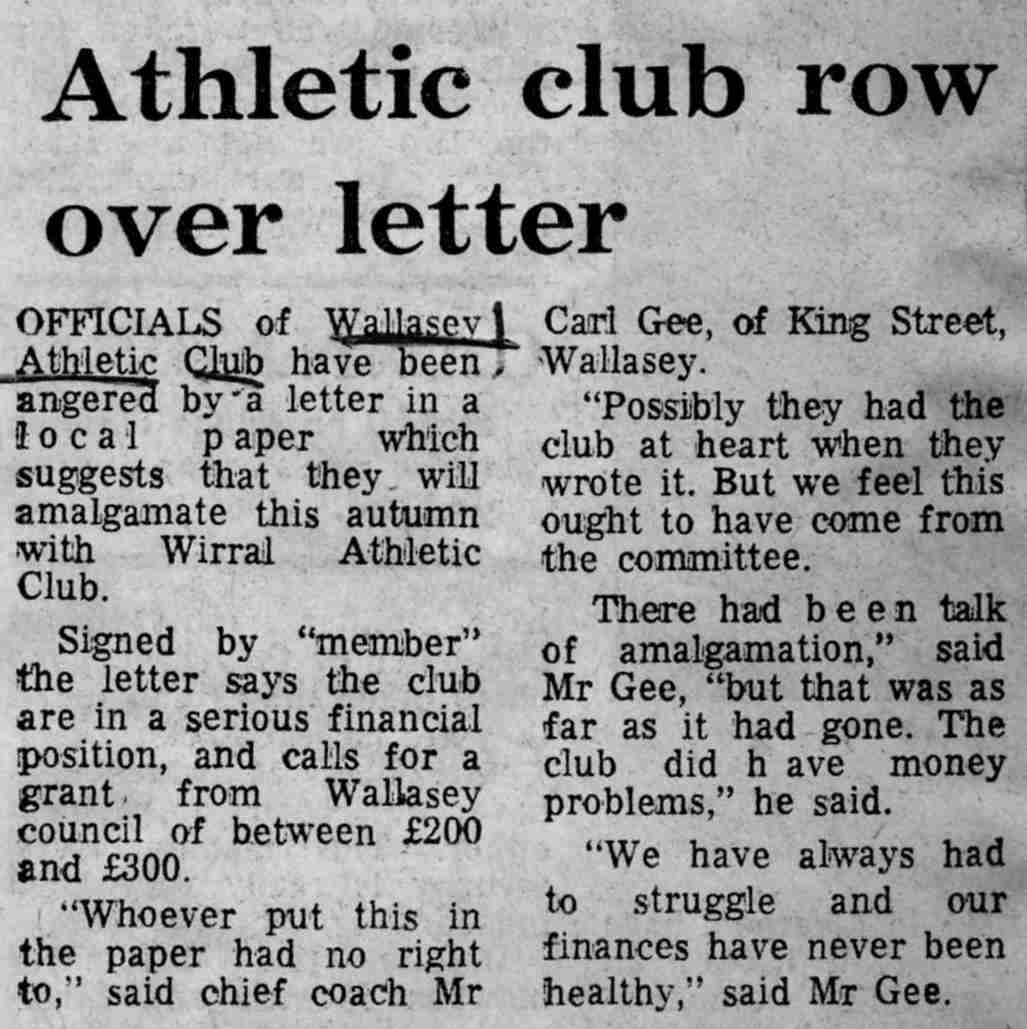 Athletic club row
over letter
OFFICIALS of Wallasey
Athletic Club have been
angered by a letter in a
local paper which
suggests that they will
amalgamate this autumn
with Wirral Athletic
Club.
Signed by "member"
the letter says the club
are in a serious financial
position, and calls for a
grant from Wallasey
council of between £200
and £300.
"Whoever put this in
the paper had no right
to," said chief coach Mr
Carl Gee, of King Street,
Wallasey.
"Possibly they had the
club at heart when they
wrote it. But we feel this
ought to have come from
the committee.
There had been talk
of amalgamation," said
Mr Gee, "but that was as
far as it had gone. The
club did have money
problems," he said.
"We have always had
to struggle and our
finances have never been
healthy," said Mr Gee.